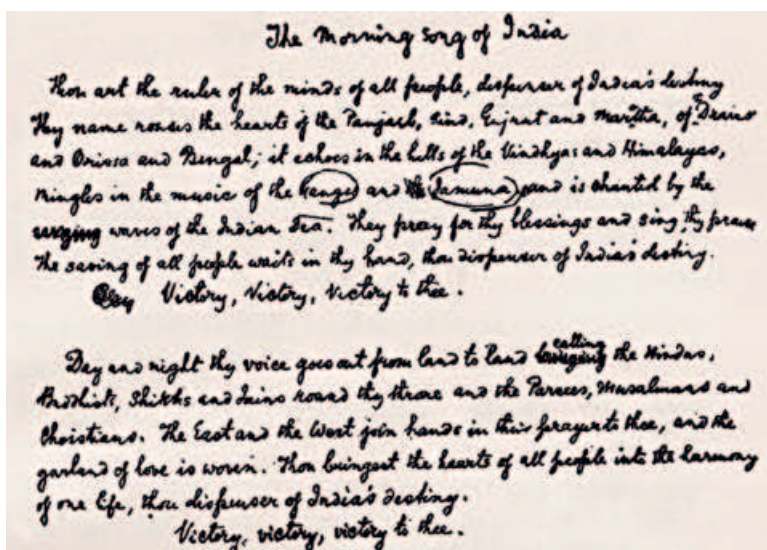 The Morning song of India
Thou art the ruler of the minds of all people, dispenser of India's destiny
Thy name rouses the hearts of the Panjab, Sind, Gujrat and Maratha, of
and Orissa and Bengal; it echoes in the hills of the Vindhyas and Himalayas,
mingles in the music of the Ganges and Jamuna and is chanted by the
waves of the Indian Sea. They pray for thy blessings and sing thy praise
The saving of all people waits in thy hand, thou dispenser of India's destiny.
Victory, Victory, Victory to thee.
Day and night thy voice goes out from land to land calling the Hindus,
Buddhists, Shikhs and Jains round thy throne and the Parsees, Musalmans and
Christians. The East and the West join hands in their prayer to thee, and the
garland of love is woven. Thou bringest the hearts of all people into the harmony
of one life, thou dispenser of India's destiny.
Victory, victory, victory to thee.